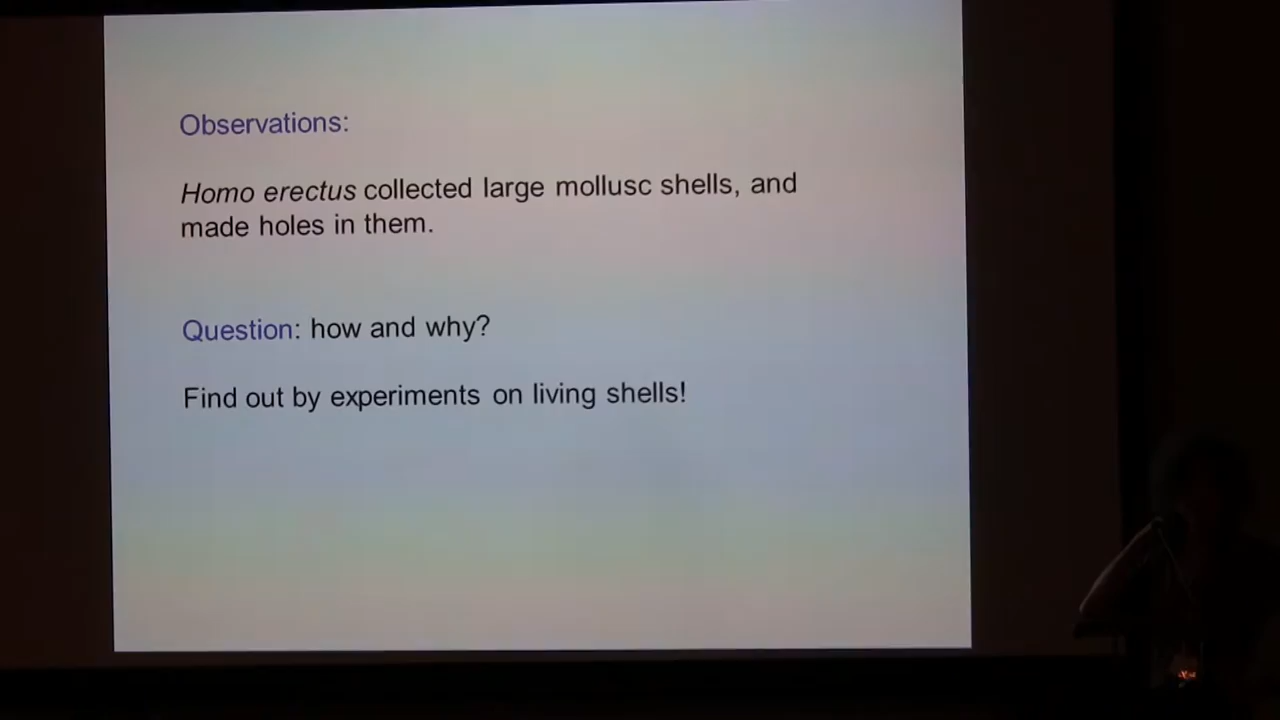 Observations:
Homo erectus collected large mollusc shells, and
made holes in them.
Question: how and why?
Find out by experiments on living shells!